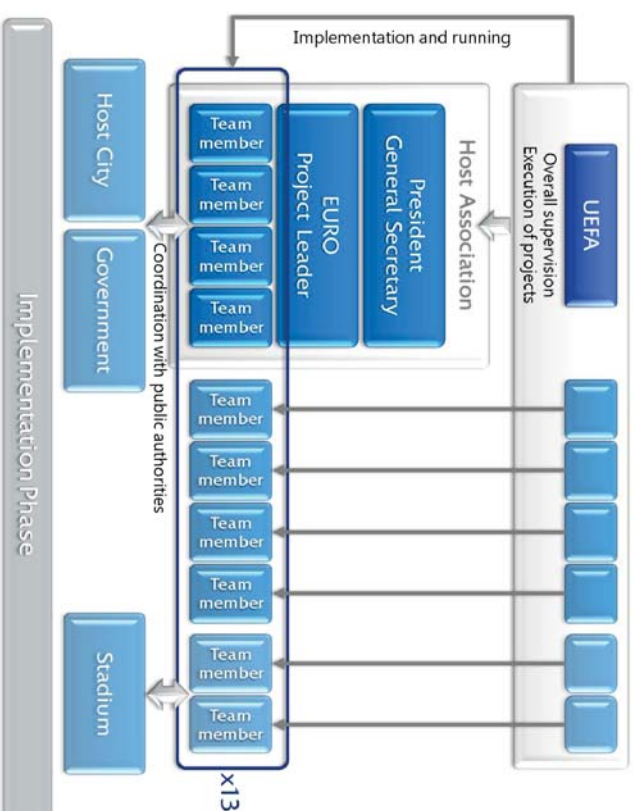 Implementation and running
UEFA
Overall supervision
Execution of projects
Host Association
President
General Secretary
EURO
Project Leader
Team
member
Team
member
Team
member
Team
member
Team
member
Team
member
Team
member
Team
member
Team
member
Team
member
x13
Coordination with public authorities
Host City
Government
Stadium
Implementation Phase